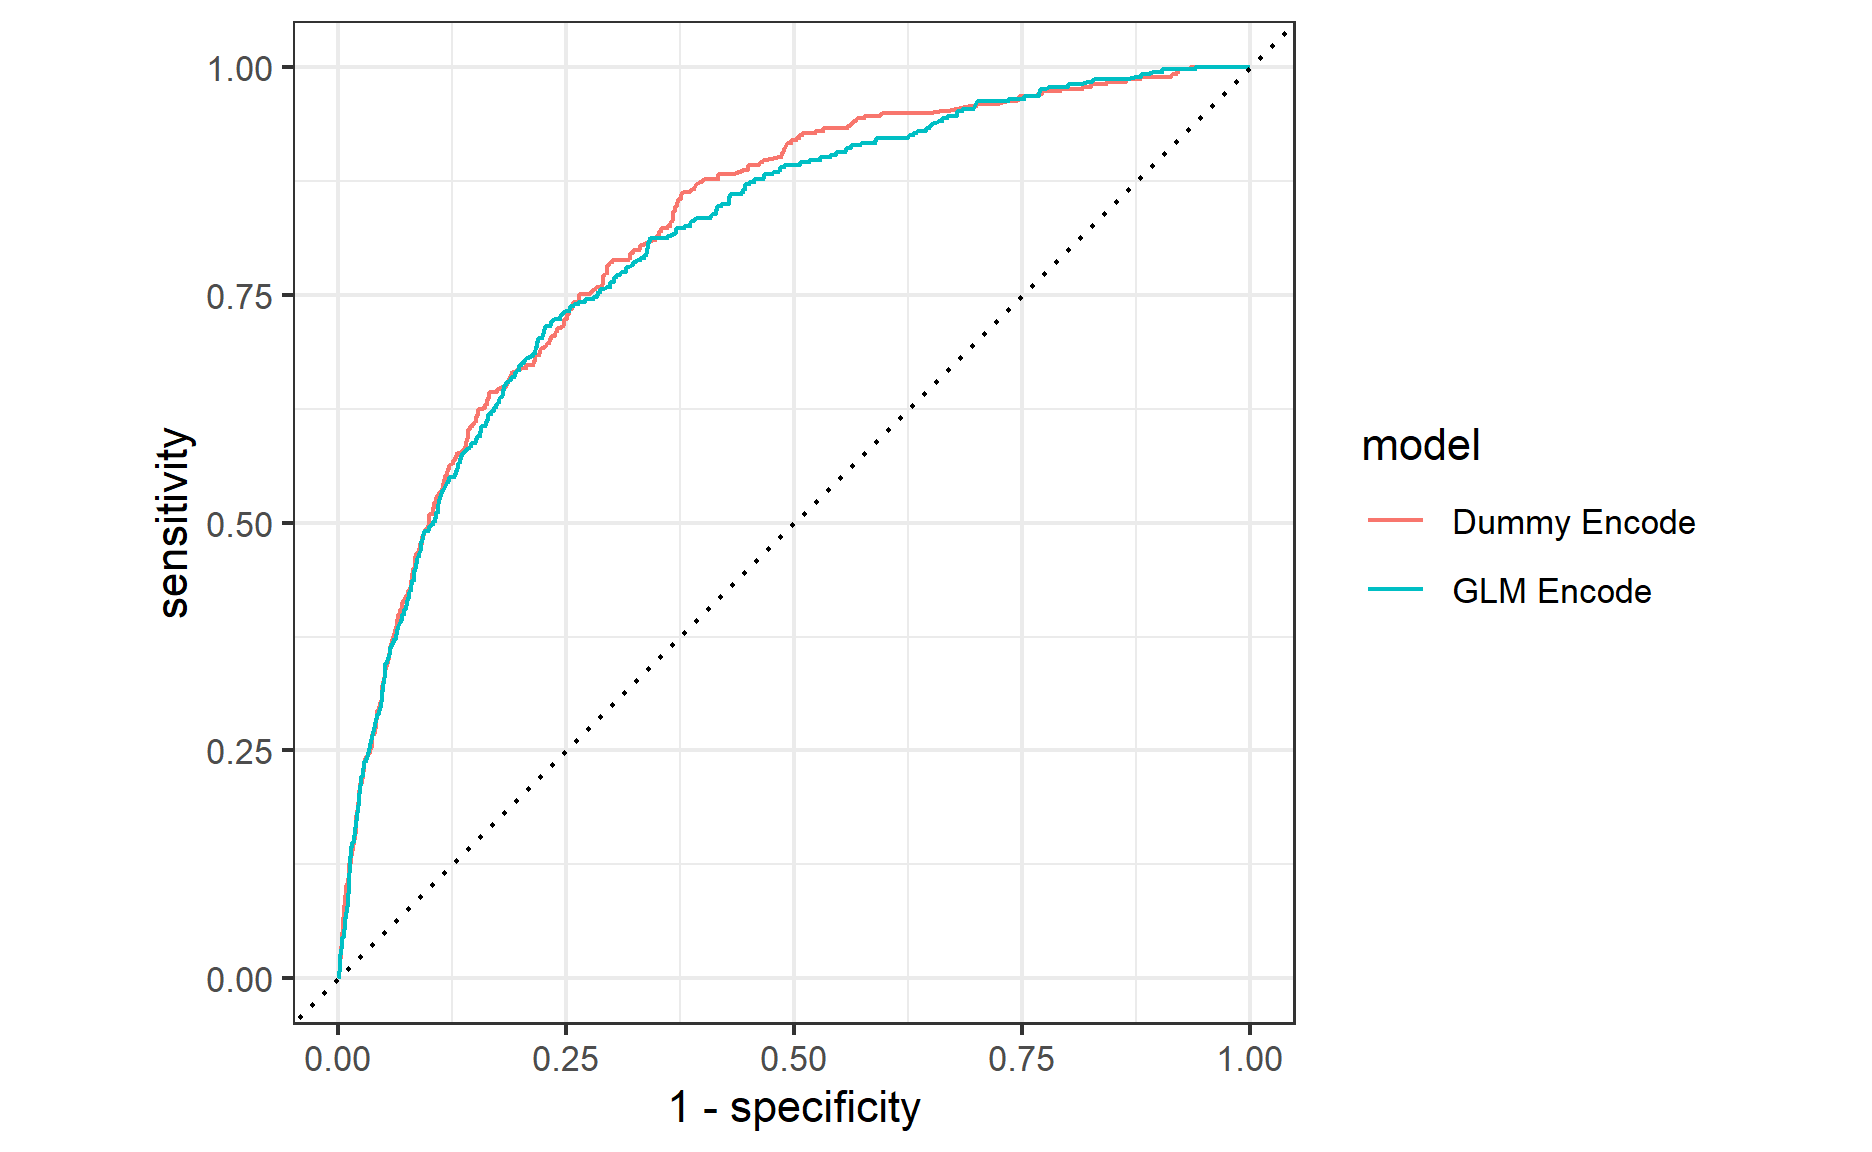 1.00
0.75
0.50
0.25
0.00
sensitivity
0.00 0.25 0.50 0.75 1.00
1 - specificity
model
Dummy Encode
GLM Encode